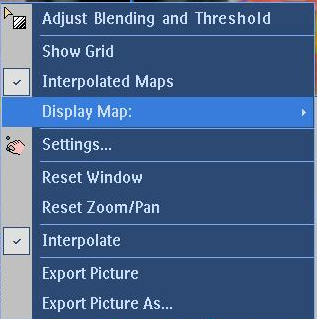 Adjust Blending and Threshold
Show Grid
Interpolated Maps
Display Map:
Settings...
Reset Window
Reset Zoom/Pan
Interpolate
Export Picture
Export Picture As...